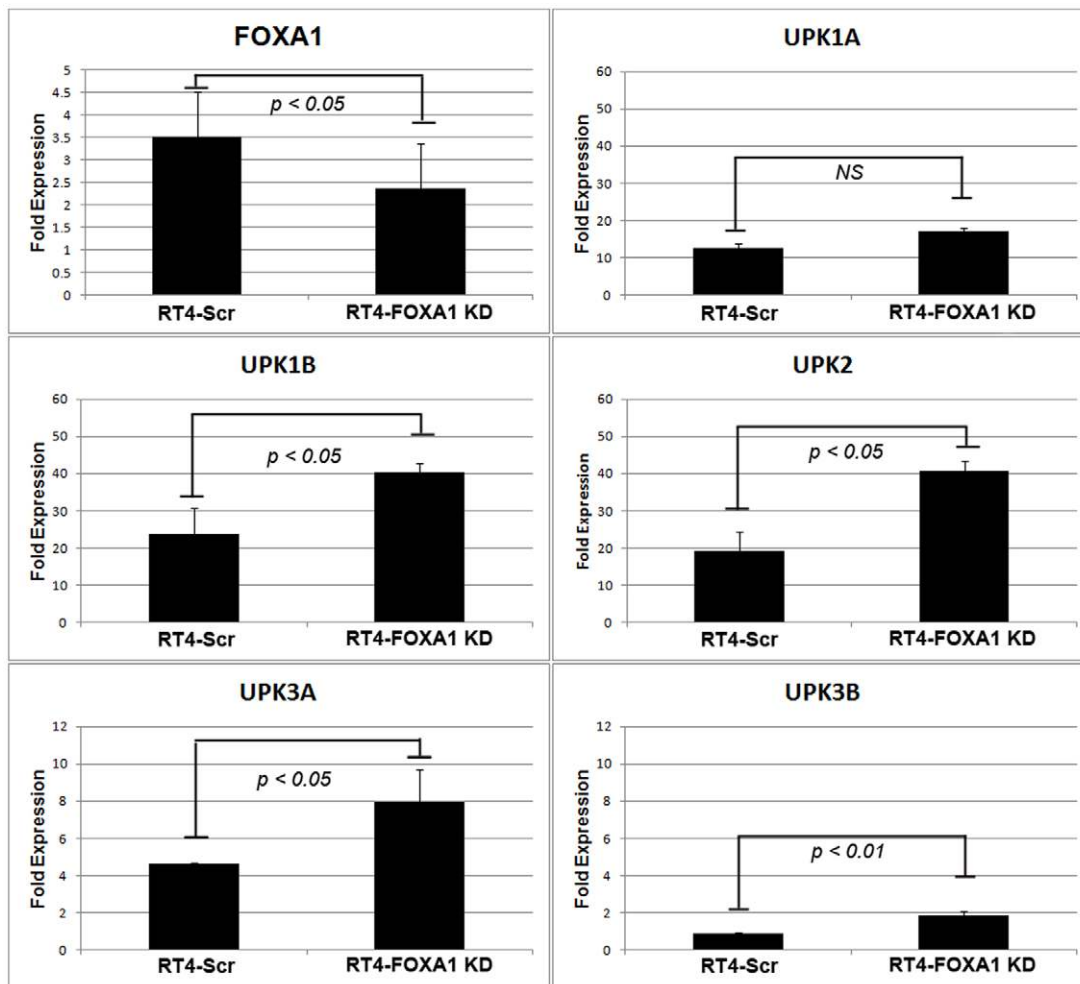 FOXA1
Fold Expression
5
4.5
4
3.5
3
2.5
2
1.5
1
0.5
0
p < 0.05
RT4-Scr
RT4-FOXA1 KD
UPK1A
Fold Expression
60
50
40
30
20
10
0
NS
RT4-Scr
RT4-FOXA1 KD
UPK1B
Fold Expression
60
50
40
30
20
10
0
p < 0.05
RT4-Scr
RT4-FOXA1 KD
UPK2
Fold Expression
60
50
40
30
20
10
0
p < 0.05
RT4-Scr
RT4-FOXA1 KD
UPK3A
Fold Expression
12
10
8
6
4
2
0
p < 0.05
RT4-Scr
RT4-FOXA1 KD
UPK3B
Fold Expression
12
10
8
6
4
2
0
p < 0.01
RT4-Scr
RT4-FOXA1 KD